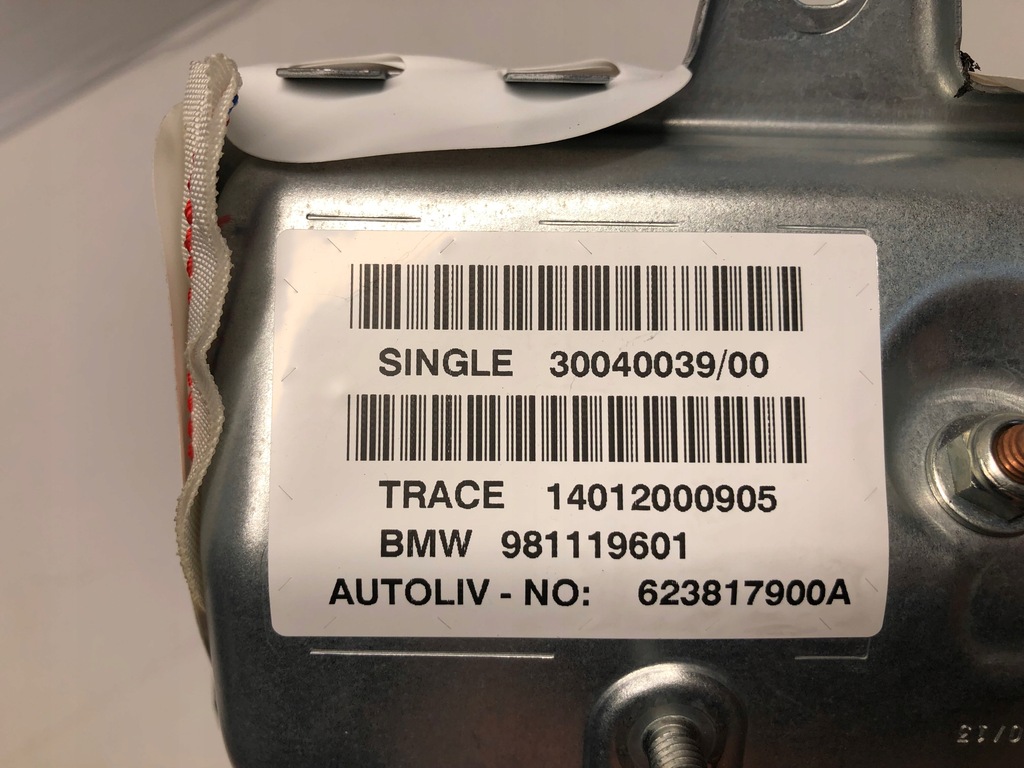 SINGLE 30040039/00
TRACE 14012000905
BMW 981119601
AUTOLIV - NO: 623817900A